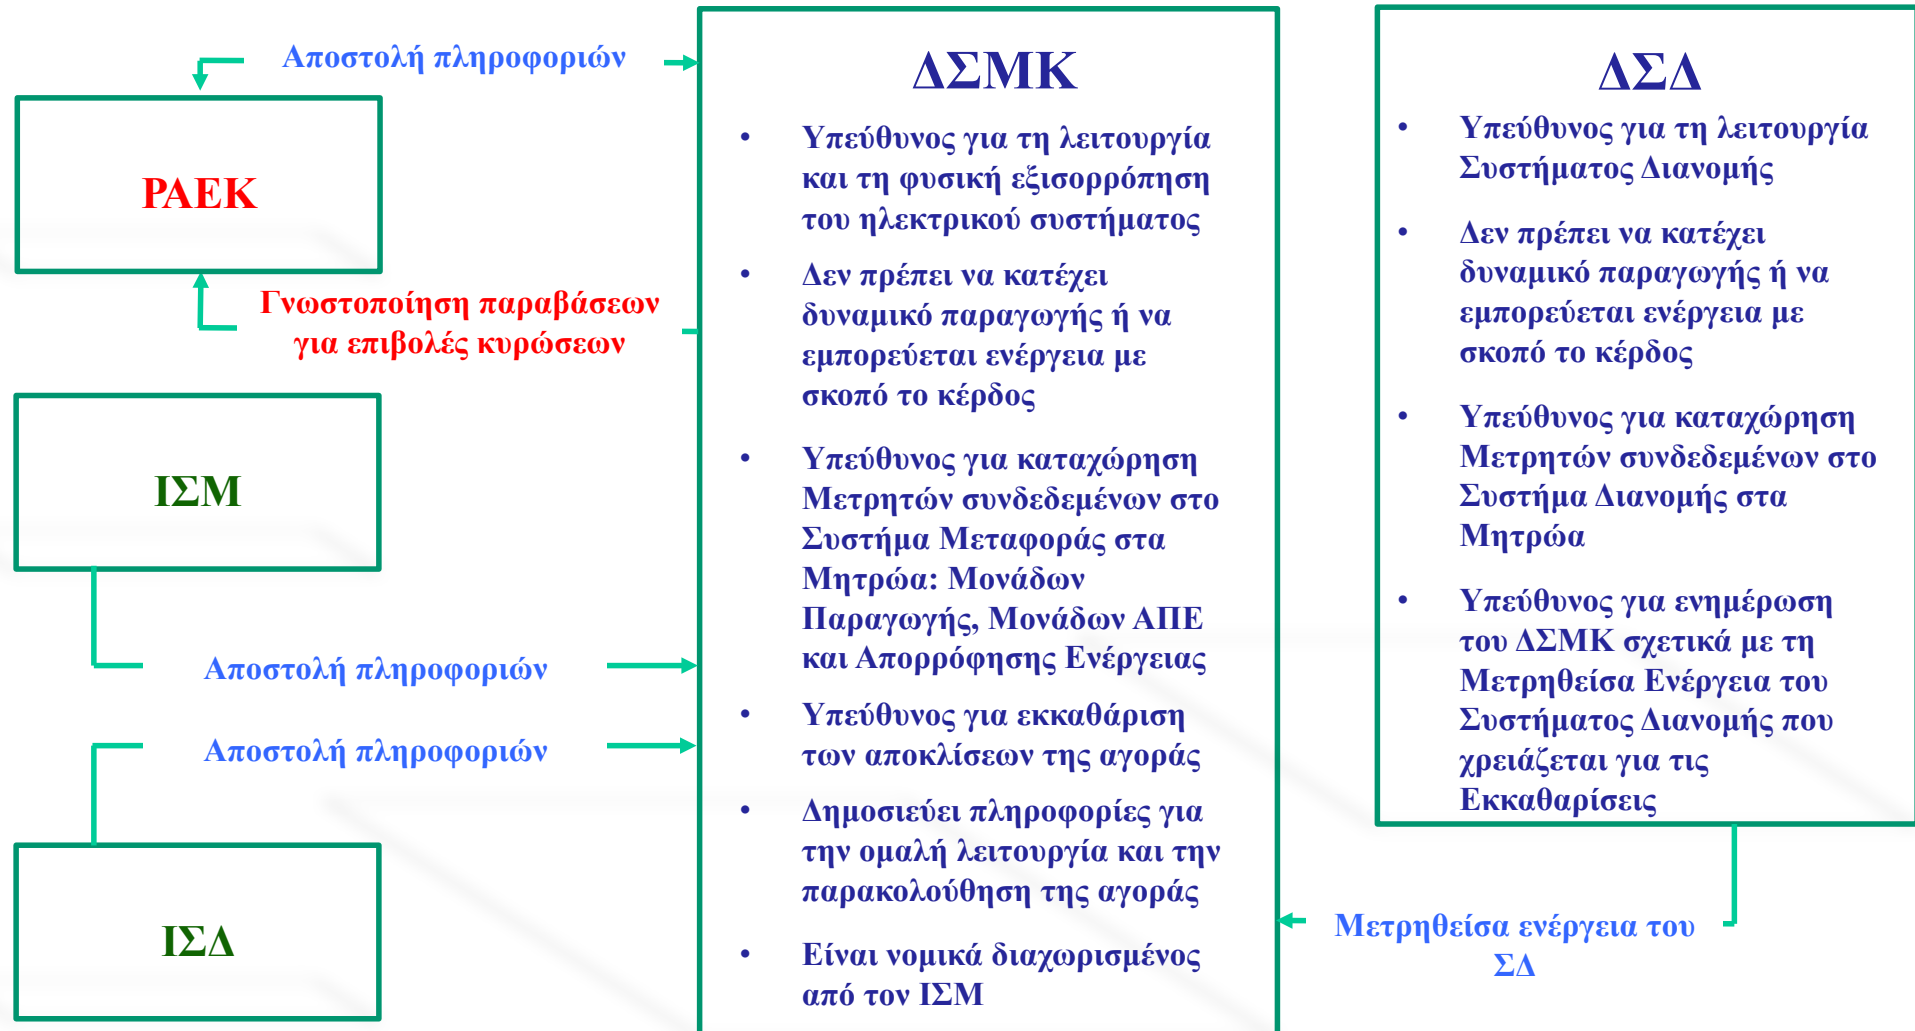 Αποστολή πληροφοριών
ΡΑΕΚ
Γνωστοποίηση παραβάσεων
για επιβολές κυρώσεων
ΙΣΜ
Αποστολή πληροφοριών
Αποστολή πληροφοριών
ΙΣΔ
ΔΣΜΚ
• Υπεύθυνος για τη λειτουργία
και τη φυσική εξισορρόπηση
του ηλεκτρικού συστήματος
• Δεν πρέπει να κατέχει
δυναμικό παραγωγής ή να
εμπορεύεται ενέργεια με
σκοπό το κέρδος
• Υπεύθυνος για καταχώρηση
Μετρητών συνδεδεμένων στο
Συστήμα Μεταφοράς στα
Μητρώα: Μονάδων
Παραγωγής, Μονάδων ΑΠΕ
και Απορρόφησης Ενέργειας
• Υπεύθυνος για εκκαθάριση
των αποκλίσεων της αγοράς
• Δημοσιεύει πληροφορίες για
την ομαλή λειτουργία και την
παρακολούθηση της αγοράς
• Είναι νομικά διαχωρισμένος
από τον ΙΣΜ
ΔΣΔ
• Υπεύθυνος για τη λειτουργία
Συστήματος Διανομής
• Δεν πρέπει να κατέχει
δυναμικό παραγωγής ή να
εμπορεύεται ενέργεια με
σκοπό το κέρδος
• Υπεύθυνος για καταχώρηση
Μετρητών συνδεδεμένων στο
Συστήμα Διανομής στα
Μητρώα
• Υπεύθυνος για ενημέρωση
του ΔΣΜΚ σχετικά με τη
Μετρηθείσα Ενέργεια του
Συστήματος Διανομής που
χρειάζεται για τις
Εκκαθαρίσεις
Μετρηθείσα ενέργεια του
ΣΔ